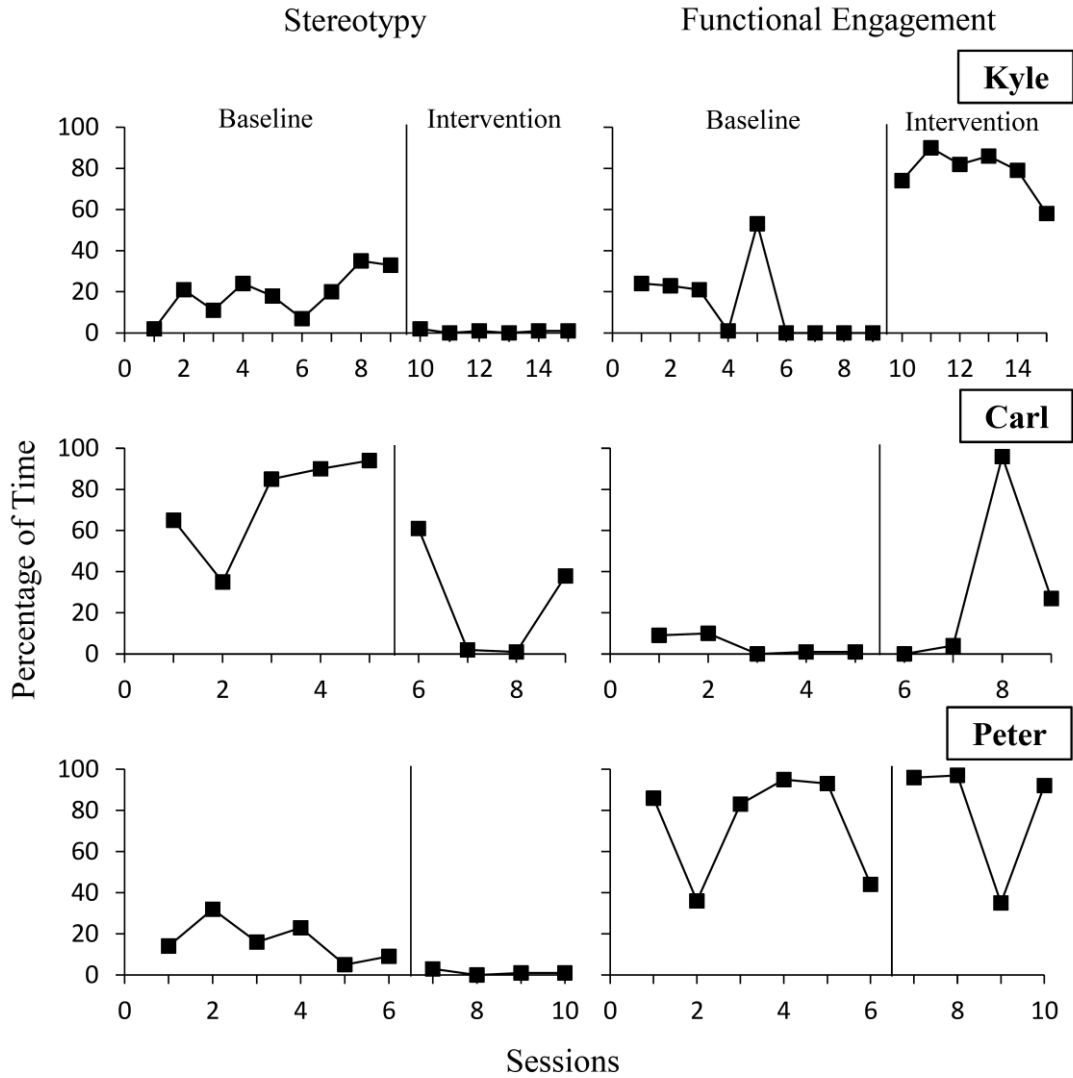 Stereotypy Functional Engagement
Kyle
Baseline Intervention Baseline Intervention
100
80
60
40
20
0
0 2 4 6 8 10 12 14 0 2 4 6 8 10 12 14
Carl
100
80
60
40
20
0
0 2 4 6 8 0 2 4 6 8
Peter
100
80
60
40
20
0
0 2 4 6 8 10 0 2 4 6 8 10
Percentage of Time
Sessions